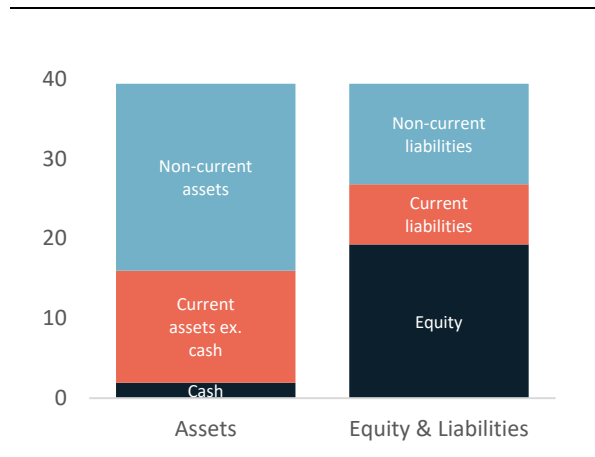 40
30
20
10
0
Non-current
assets
Current
assets ex.
cash
Cash
Non-current
liabilities
Current
liabilities
Equity
Assets
Equity & Liabilities